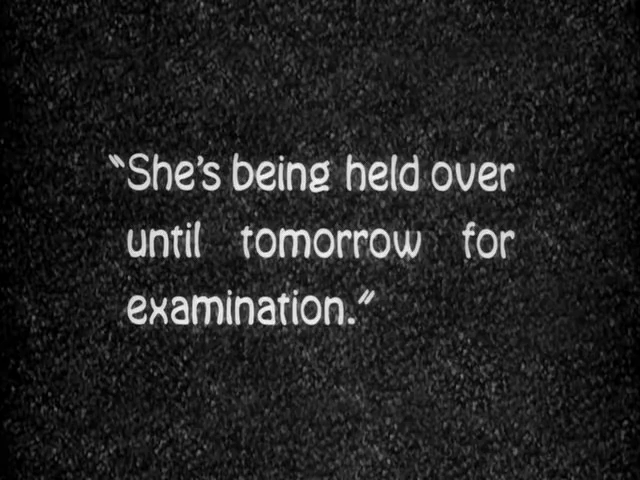 “She’s being held over
until tomorrow for
examination.”